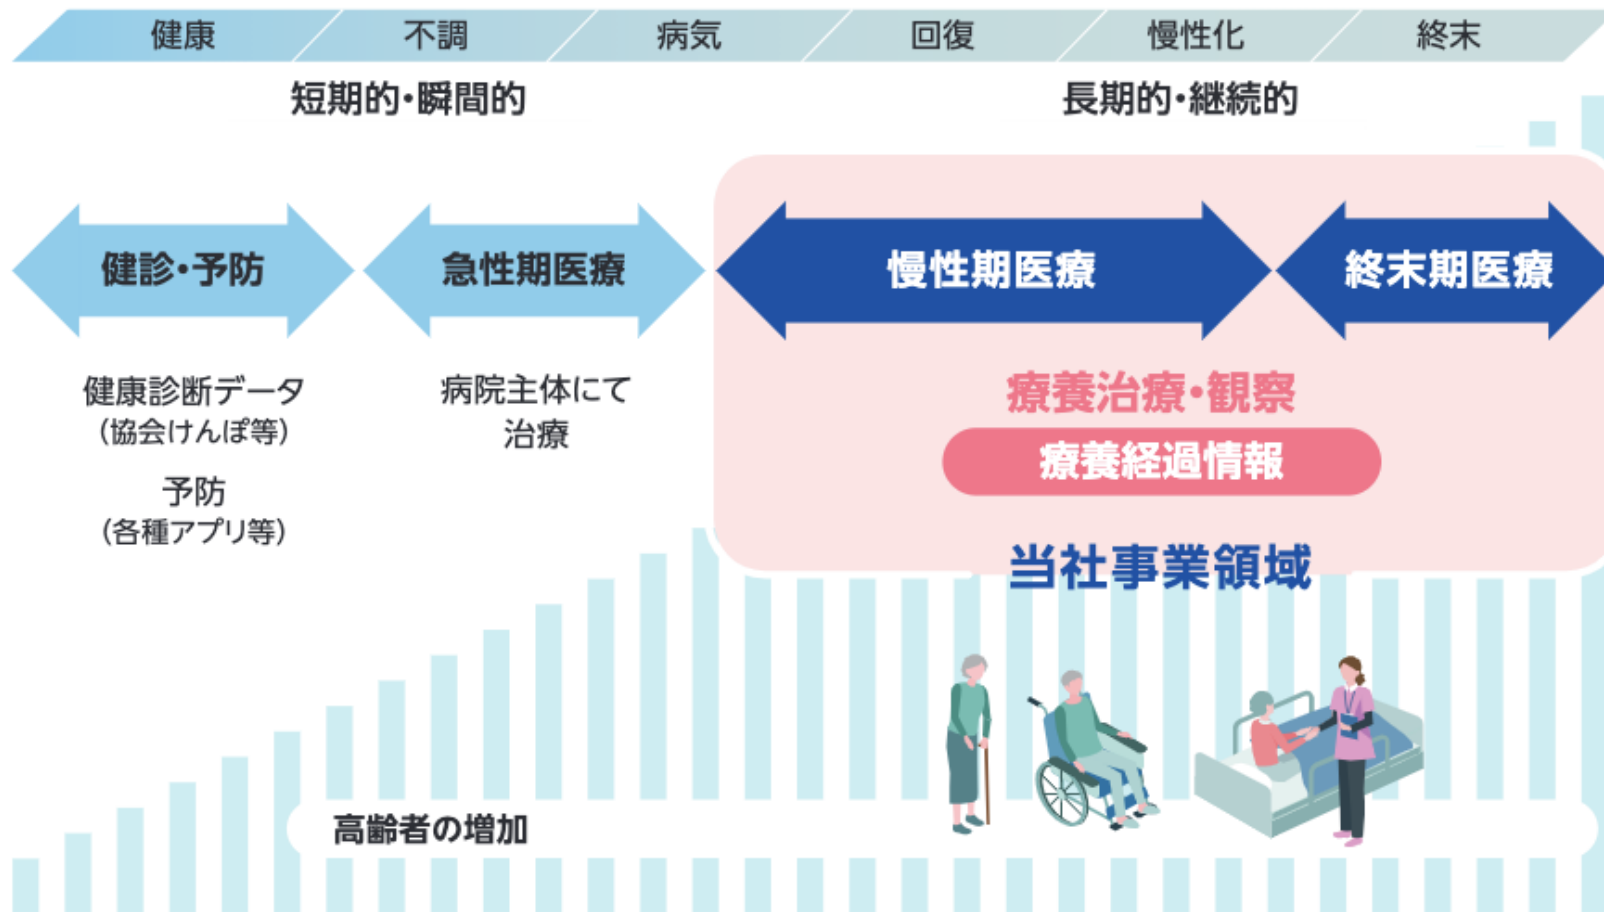 健康 不調 病気 回復 慢性化 終末
短期的・瞬間的 長期的・継続的
健診・予防 急性期医療 慢性期医療 終末期医療
健康診断データ
（協会けんぽ等）
予防
（各種アプリ等）
病院主体にて
治療
療養治療・観察
療養経過情報
当社事業領域
高齢者の増加